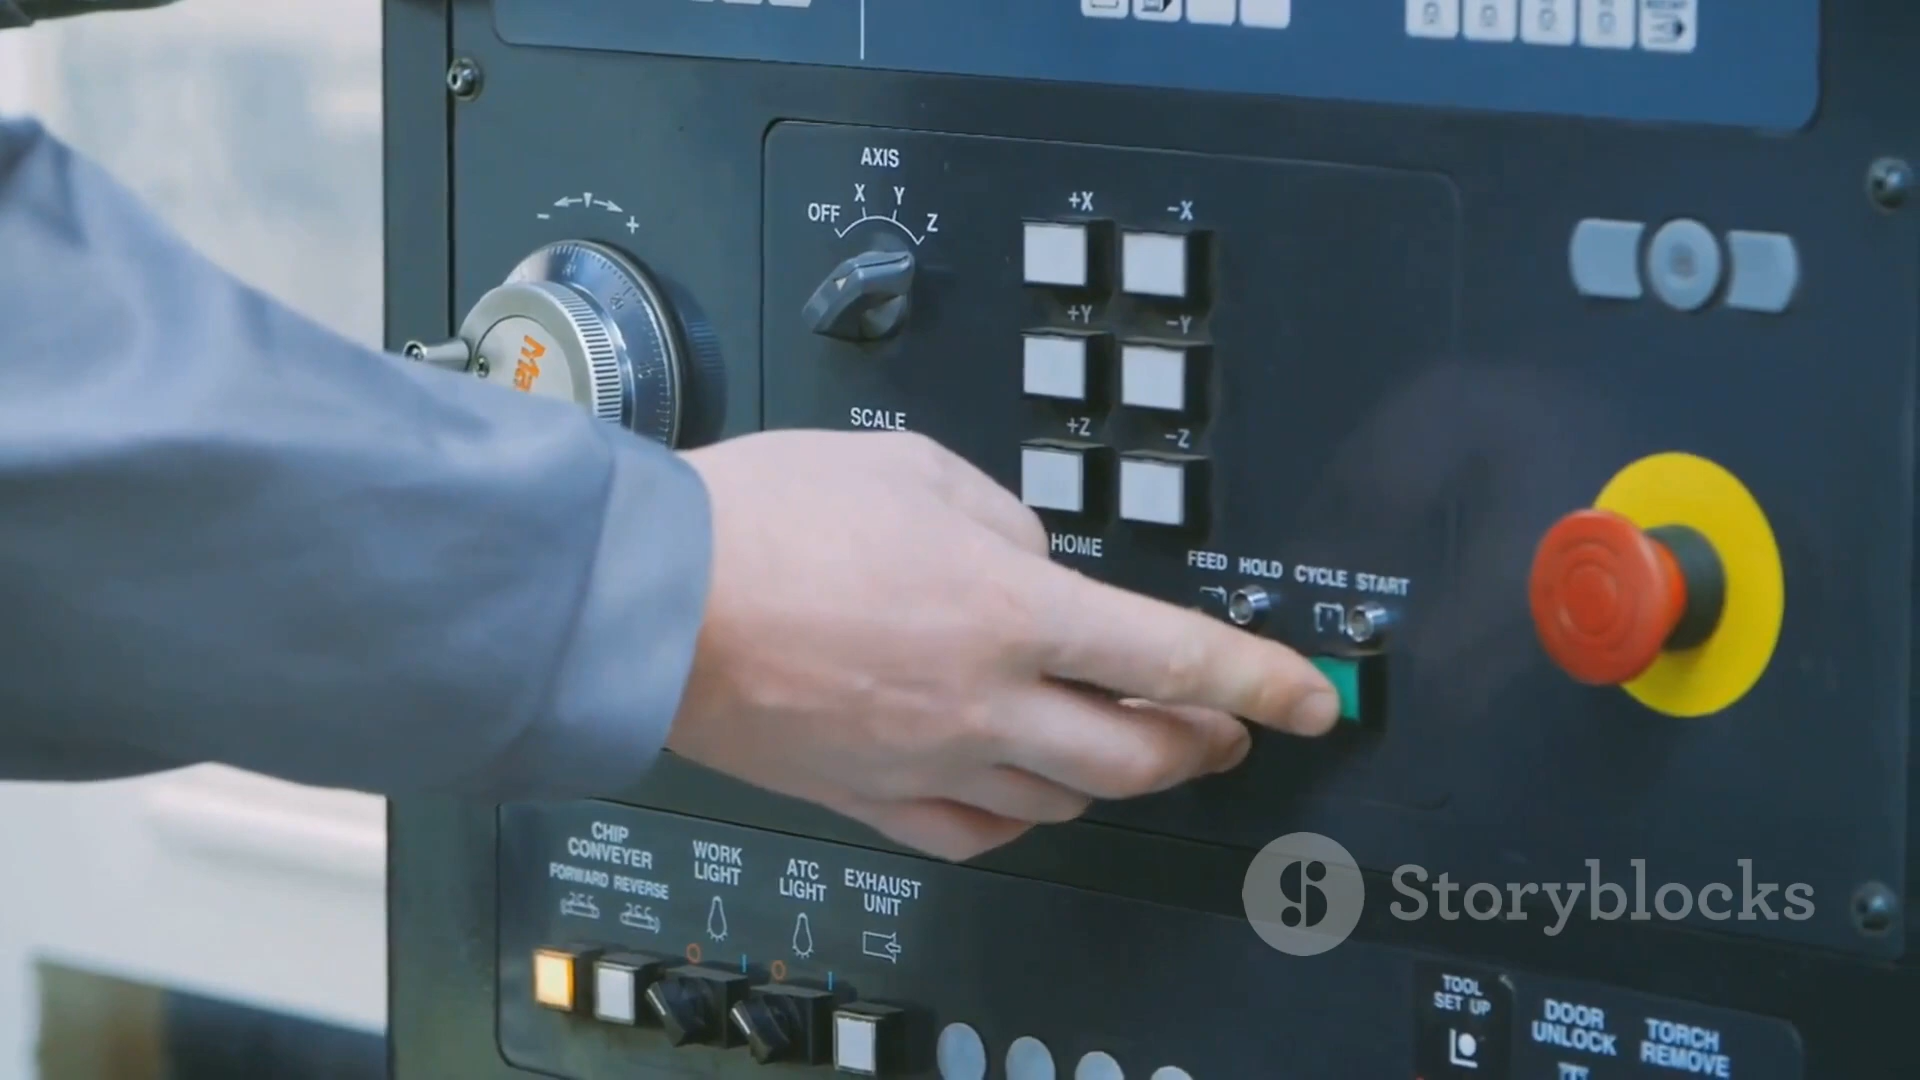 AXIS
X Y
OFF Z
- +
+X -X
+Y -Y
+Z -Z
SCALE
HOME
FEED HOLD CYCLE START
CHIP
CONVEYER
FORWARD REVERSE
WORK
LIGHT
ATC
LIGHT
EXHAUST
UNIT
Storyblocks
TOOL
SET UP
DOOR
UNLOCK
TORCH
REMOVE